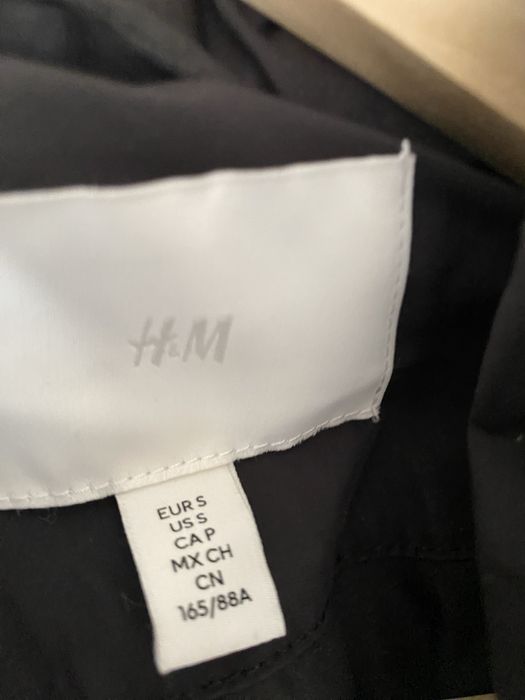 H&M
EUR S
US S
CA P
MX CH
CN
165/88A